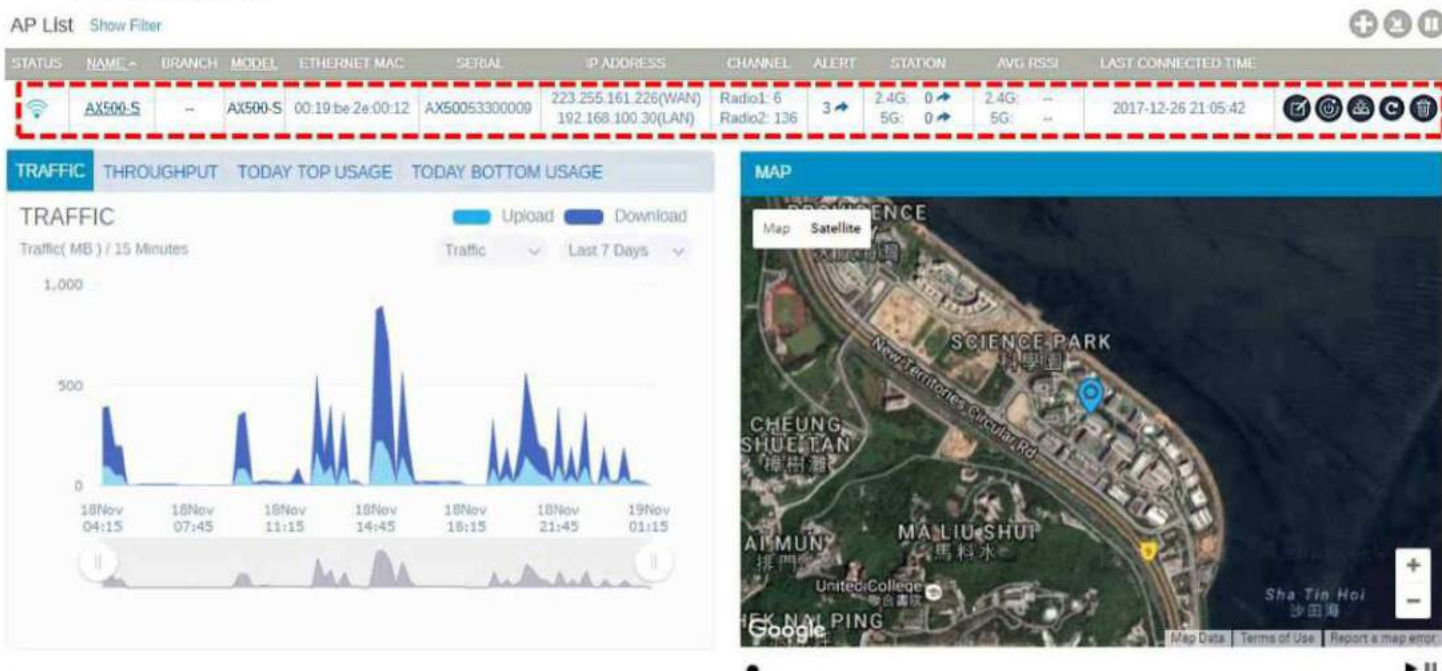 AP List Show Filter
STATUS NAME BRANCH MODEL ETHERNET MAC SERIAL IP ADDRESS CHANNEL ALERT STATION AVG RSSI LAST CONNECTED TIME
AX500-S -- AX500-S 00:19:be:2e:00:12 AX50053300009 223.255.161.226(WAN) Radio1: 6 3 2.4G: 0 2.4G: -- 2017-12-26 21:05:42
192.168.100.30(LAN) Radio2: 136 5G: 0 5G: --
TRAFFIC THROUGHPUT TODAY TOP USAGE TODAY BOTTOM USAGE
TRAFFIC
Upload Download
Traffic( MB ) / 15 Minutes
Traffic Last 7 Days
1,000
500
0
18Nov 18Nov 18Nov 18Nov 18Nov 18Nov 19Nov
04:15 07:45 11:15 14:45 18:15 21:45 01:15
MAP
Map Satellite
SCIENCE PARK
科學園
New Territories Circular Rd
CHEUNG
SHUE TAN
樟樹灘
MA LIU SHUI
馬料水
United College
聯合書院
Sha Tin Hoi
沙田海
+
−
Google
Map Data Terms of Use Report a map error